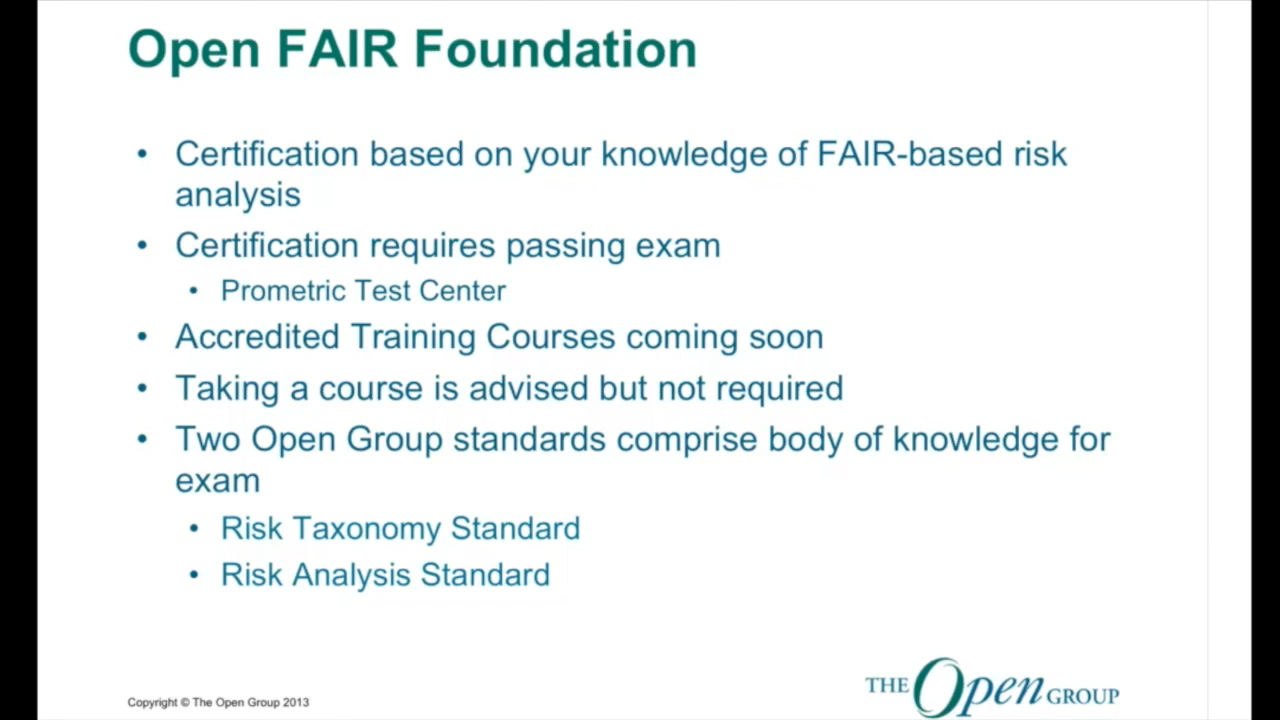 Open FAIR Foundation
• Certification based on your knowledge of FAIR-based risk
analysis
• Certification requires passing exam
• Prometric Test Center
• Accredited Training Courses coming soon
• Taking a course is advised but not required
• Two Open Group standards comprise body of knowledge for
exam
• Risk Taxonomy Standard
• Risk Analysis Standard
Copyright © The Open Group 2013
THE Open GROUP